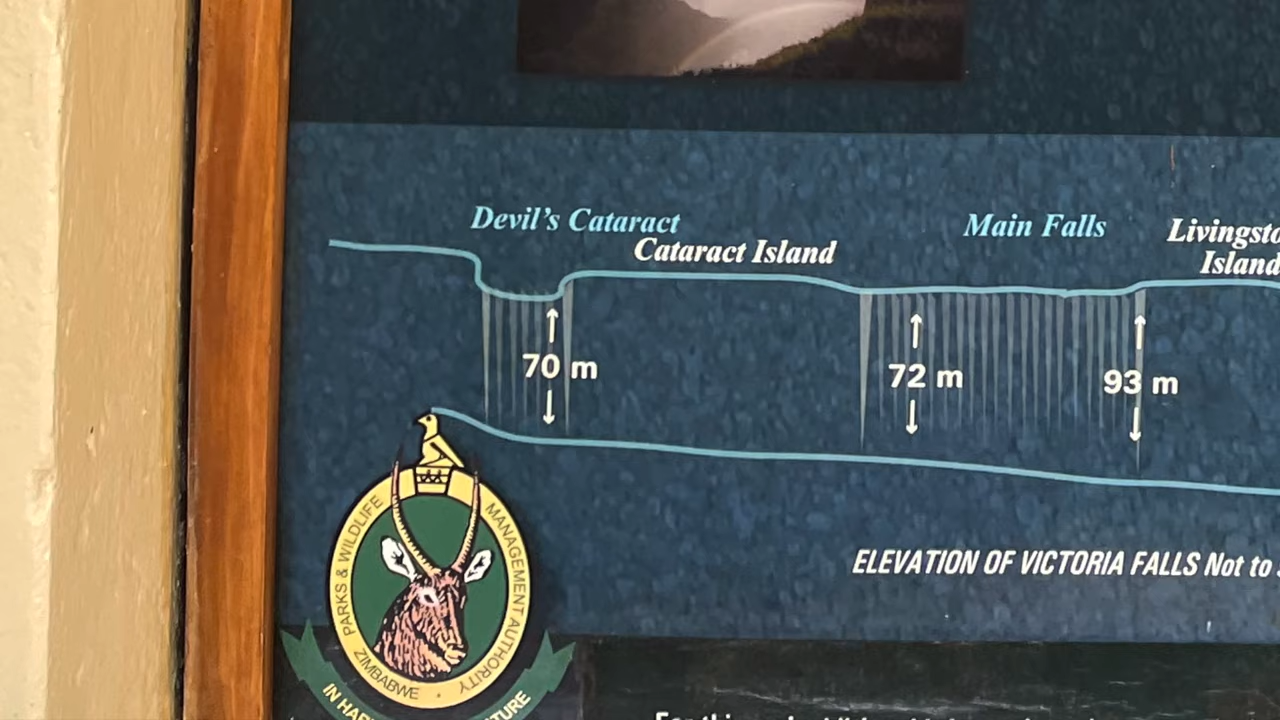 Devil's Cataract
Cataract Island
Main Falls
Island
70 m
72 m
93 m
ELEVATION OF VICTORIA FALLS Not to
PARKS & WILDLIFE
MANAGEMENT AUTHORITY
ZIMBABWE
IN